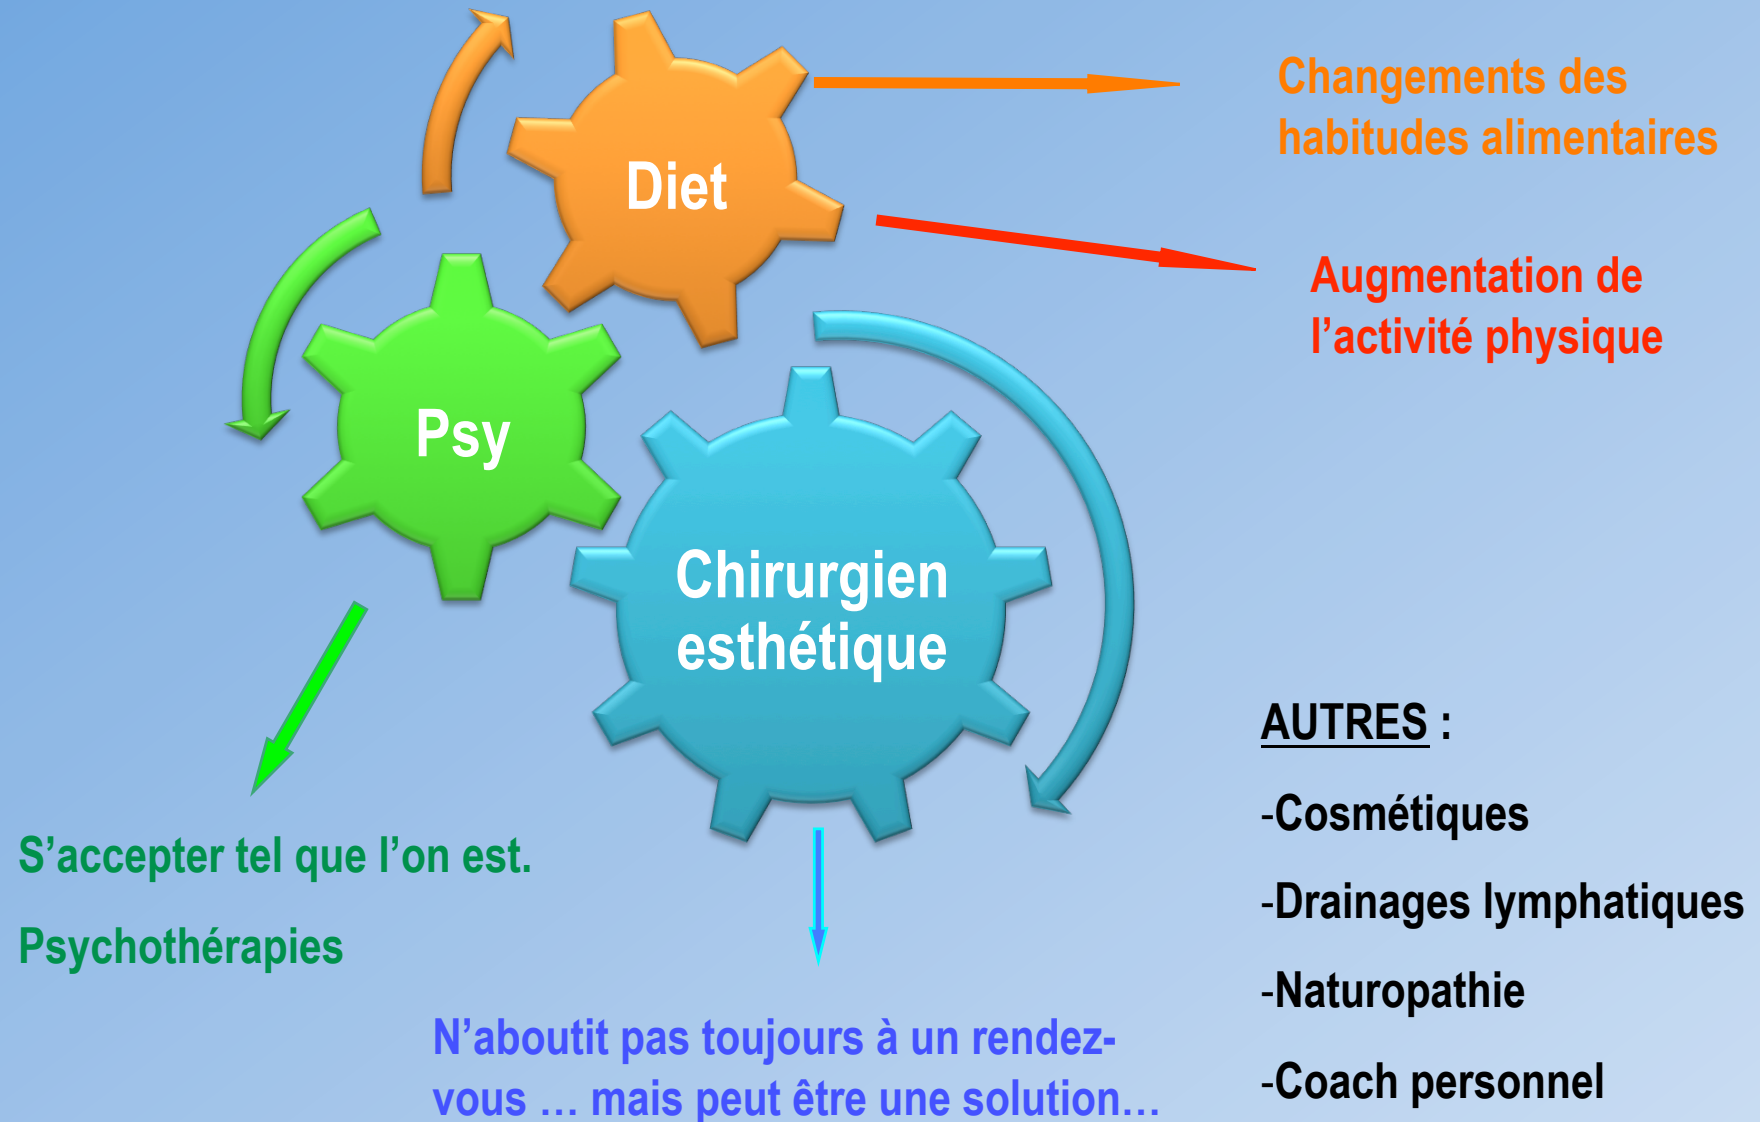 Diet
Changements des
habitudes alimentaires
Augmentation de
l’activité physique
Psy
Chirurgien
esthétique
S’accepter tel que l’on est.
Psychothérapies
N’aboutit pas toujours à un rendez-
vous … mais peut être une solution…
AUTRES :
-Cosmétiques
-Drainages lymphatiques
-Naturopathie
-Coach personnel